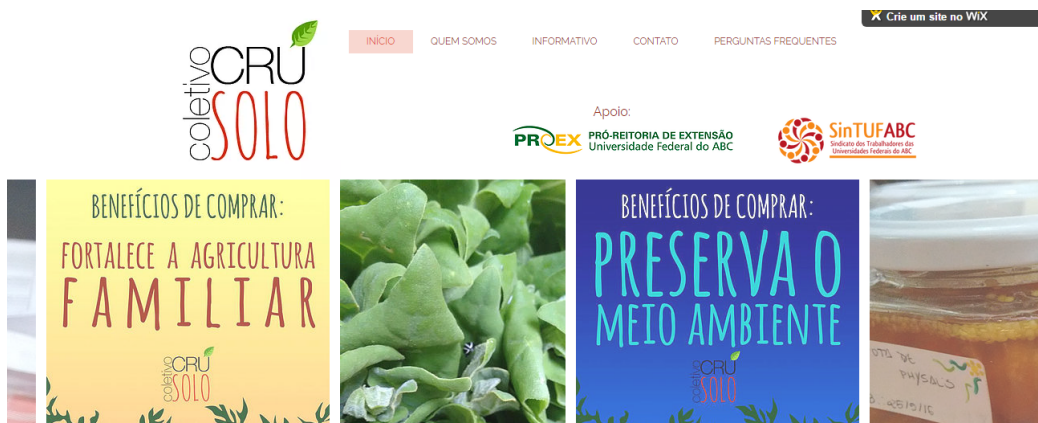 Crie um site no WiX
coletivo
CRU
SOLO
INÍCIO
QUEM SOMOS
INFORMATIVO
CONTATO
PERGUNTAS FREQUENTES
Apoio:
PROEX
PRÓ-REITORIA DE EXTENSÃO
Universidade Federal do ABC
SinTUFABC
Sindicato dos Trabalhadores das
Universidades Federais do ABC
BENEFÍCIOS DE COMPRAR:
FORTALECE A AGRICULTURA
FAMILIAR
coletivo
CRU
SOLO
BENEFÍCIOS DE COMPRAR:
PRESERVA O
MEIO AMBIENTE
coletivo
CRU
SOLO
DE
PHYSALIS